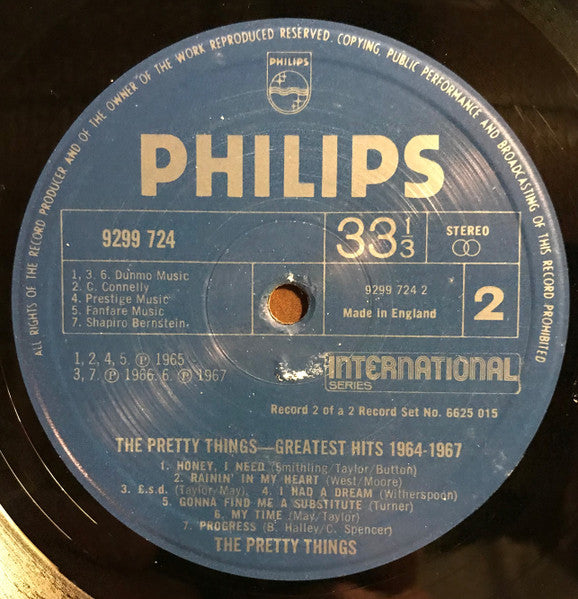 ALL RIGHTS OF THE RECORD PRODUCER AND OF THE OWNER OF THE WORK REPRODUCED RESERVED. COPYING, PUBLIC PERFORMANCE AND BROADCASTING OF THIS RECORD PROHIBITED
PHILIPS
PHILIPS
9299 724
33 1/3
STEREO
1, 3. 6. Dunmo Music
2. C. Connelly
4. Prestige Music
5. Fanfare Music
7. Shapiro Bernstein
9299 724 2
Made in England
2
1, 2, 4, 5. ℗ 1965
3, 7. ℗ 1966. 6. ℗ 1967
INTERNATIONAL
SERIES
Record 2 of a 2 Record Set No. 6625 015
THE PRETTY THINGS—GREATEST HITS 1964-1967
1. HONEY, I NEED (Smithling/Taylor/Button)
2. RAININ' IN MY HEART (West/Moore)
3. £.s.d. (Taylor/May). 4. I HAD A DREAM (Witherspoon)
5. GONNA FIND ME A SUBSTITUTE (Turner)
6. MY TIME (May/Taylor)
7. PROGRESS (B. Halley/C. Spencer)
THE PRETTY THINGS